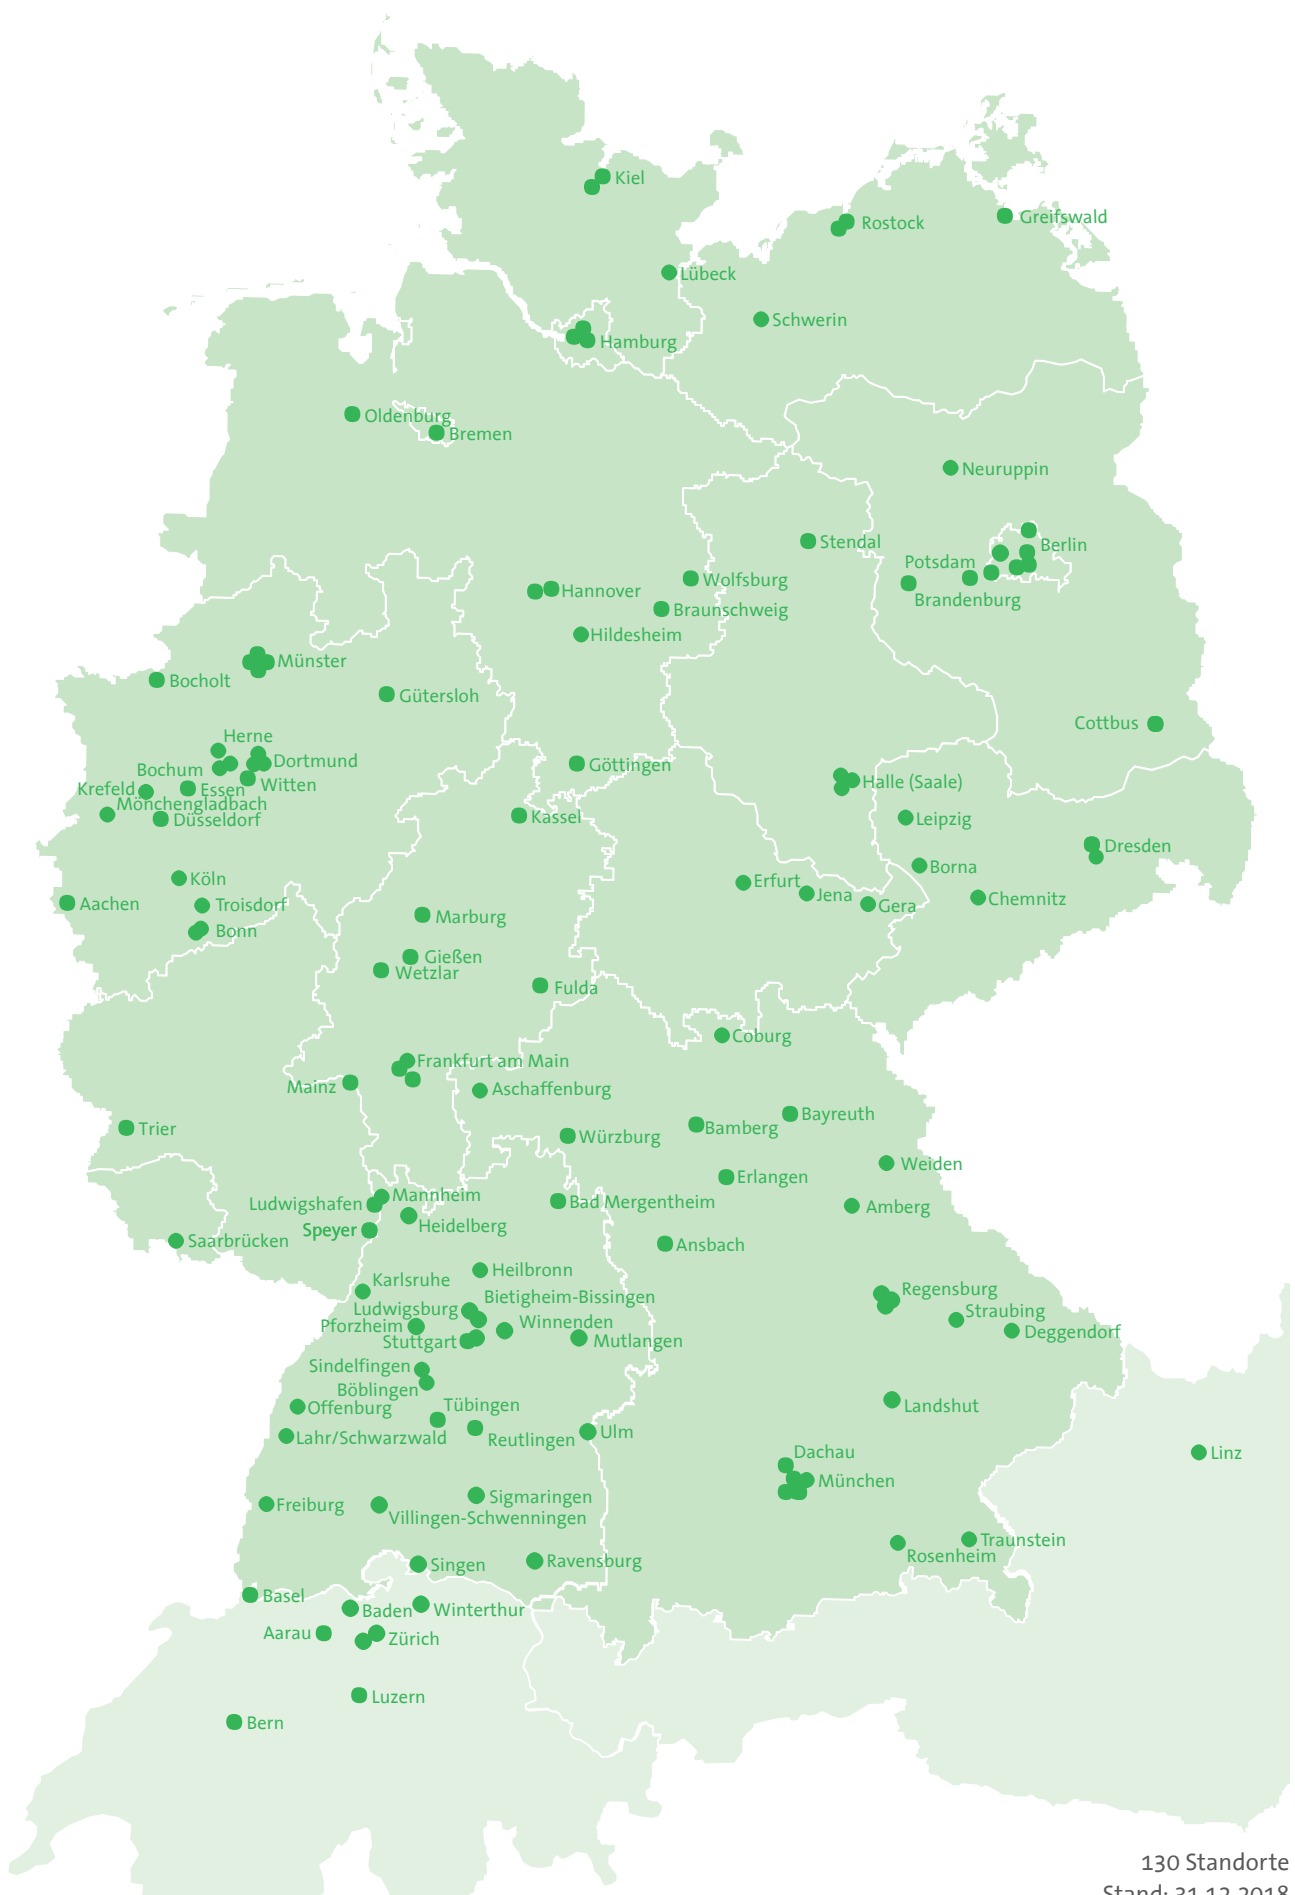 Kiel
Greifswald
Rostock
Lübeck
Schwerin
Hamburg
Oldenburg
Bremen
Neuruppin
Stendal
Berlin
Potsdam
Wolfsburg
Hannover
Brandenburg
Braunschweig
Hildesheim
Münster
Bocholt
Gütersloh
Cottbus
Herne
Dortmund
Göttingen
Bochum
Halle (Saale)
Witten
Krefeld
Essen
Mönchengladbach
Kassel
Düsseldorf
Leipzig
Dresden
Borna
Köln
Erfurt
Jena
Chemnitz
Aachen
Troisdorf
Gera
Marburg
Bonn
Gießen
Wetzlar
Fulda
Coburg
Frankfurt am Main
Mainz
Aschaffenburg
Bayreuth
Trier
Bamberg
Würzburg
Weiden
Erlangen
Mannheim
Ludwigshafen
Bad Mergentheim
Amberg
Heidelberg
Speyer
Saarbrücken
Ansbach
Heilbronn
Karlsruhe
Regensburg
Bietigheim-Bissingen
Ludwigsburg
Straubing
Pforzheim
Winnenden
Deggendorf
Stuttgart
Mutlangen
Sindelfingen
Böblingen
Tübingen
Landshut
Offenburg
Ulm
Lahr/Schwarzwald
Reutlingen
Dachau
Linz
München
Sigmaringen
Freiburg
Villingen-Schwenningen
Traunstein
Rosenheim
Singen
Ravensburg
Basel
Baden
Winterthur
Aarau
Zürich
Luzern
Bern
130 Standorte
Stand: 31.12.2018